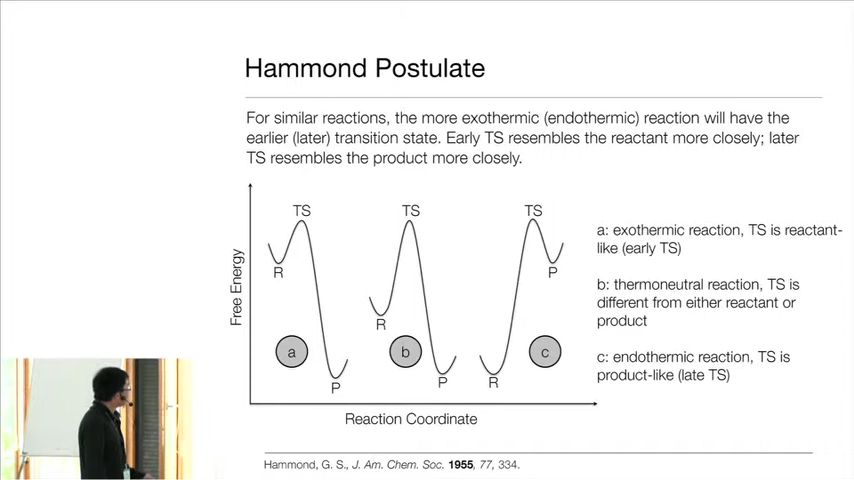 Hammond Postulate
For similar reactions, the more exothermic (endothermic) reaction will have the
earlier (later) transition state. Early TS resembles the reactant more closely; later
TS resembles the product more closely.
TS
TS
TS
R
P
R
P
R
P
a
b
c
Free Energy
Reaction Coordinate
a: exothermic reaction, TS is reactant-
like (early TS)
b: thermoneutral reaction, TS is
different from either reactant or
product
c: endothermic reaction, TS is
product-like (late TS)
Hammond, G. S., J. Am. Chem. Soc. 1955, 77, 334.